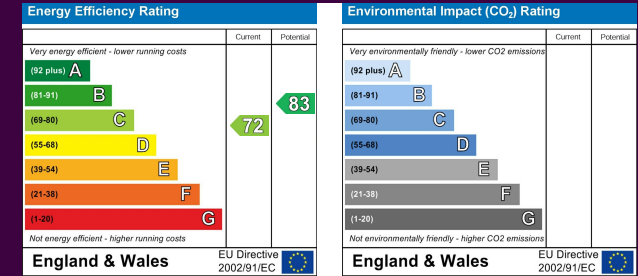 Energy Efficiency Rating
Current Potential
Very energy efficient - lower running costs
(92 plus) A
(81-91) B
(69-80) C
(55-68) D
(39-54) E
(21-38) F
(1-20) G
72
83
Not energy efficient - higher running costs
England & Wales
EU Directive
2002/91/EC
Environmental Impact (CO₂) Rating
Current Potential
Very environmentally friendly - lower CO2 emissions
(92 plus) A
(81-91) B
(69-80) C
(55-68) D
(39-54) E
(21-38) F
(1-20) G
Not environmentally friendly - higher CO2 emissions
England & Wales
EU Directive
2002/91/EC